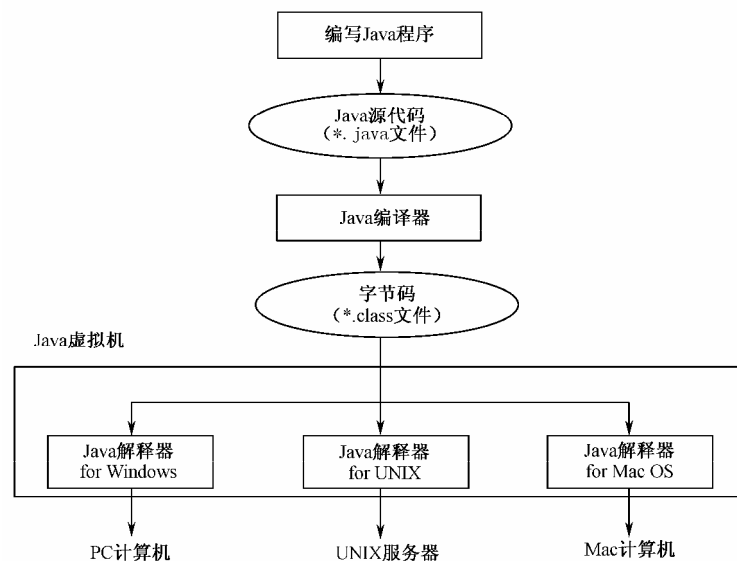 编写Java程序
Java源代码
（*. java文件）
Java编译器
字节码
（*.class文件）
Java虚拟机
Java解释器
for Windows
Java解释器
for UNIX
Java解释器
for Mac OS
PC计算机
UNIX服务器
Mac计算机